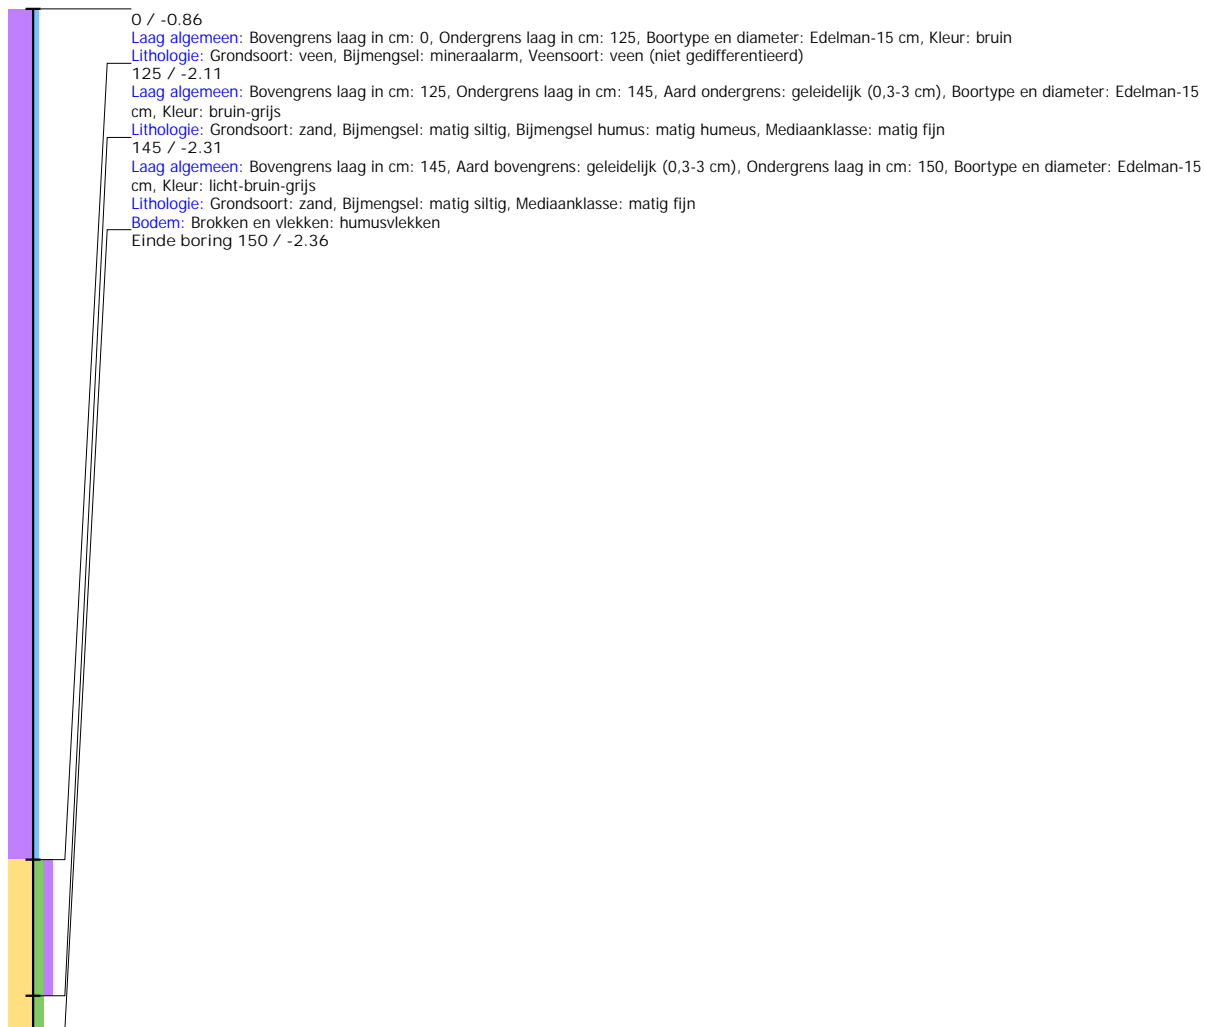 0 / -0.86
Laag algemeen: Bovengrens laag in cm: 0, Ondergrens laag in cm: 125, Boortype en diameter: Edelman-15 cm, Kleur: bruin
Lithologie: Grondsoort: veen, Bijmengsel: mineraalarm, Veensoort: veen (niet gedifferentieerd)
125 / -2.11
Laag algemeen: Bovengrens laag in cm: 125, Ondergrens laag in cm: 145, Aard ondergrens: geleidelijk (0,3-3 cm), Boortype en diameter: Edelman-15
cm, Kleur: bruin-grijs
Lithologie: Grondsoort: zand, Bijmengsel: matig siltig, Bijmengsel humus: matig humeus, Mediaanklasse: matig fijn
145 / -2.31
Laag algemeen: Bovengrens laag in cm: 145, Aard bovengrens: geleidelijk (0,3-3 cm), Ondergrens laag in cm: 150, Boortype en diameter: Edelman-15
cm, Kleur: licht-bruin-grijs
Lithologie: Grondsoort: zand, Bijmengsel: matig siltig, Mediaanklasse: matig fijn
Bodem: Brokken en vlekken: humusvlekken
Einde boring 150 / -2.36